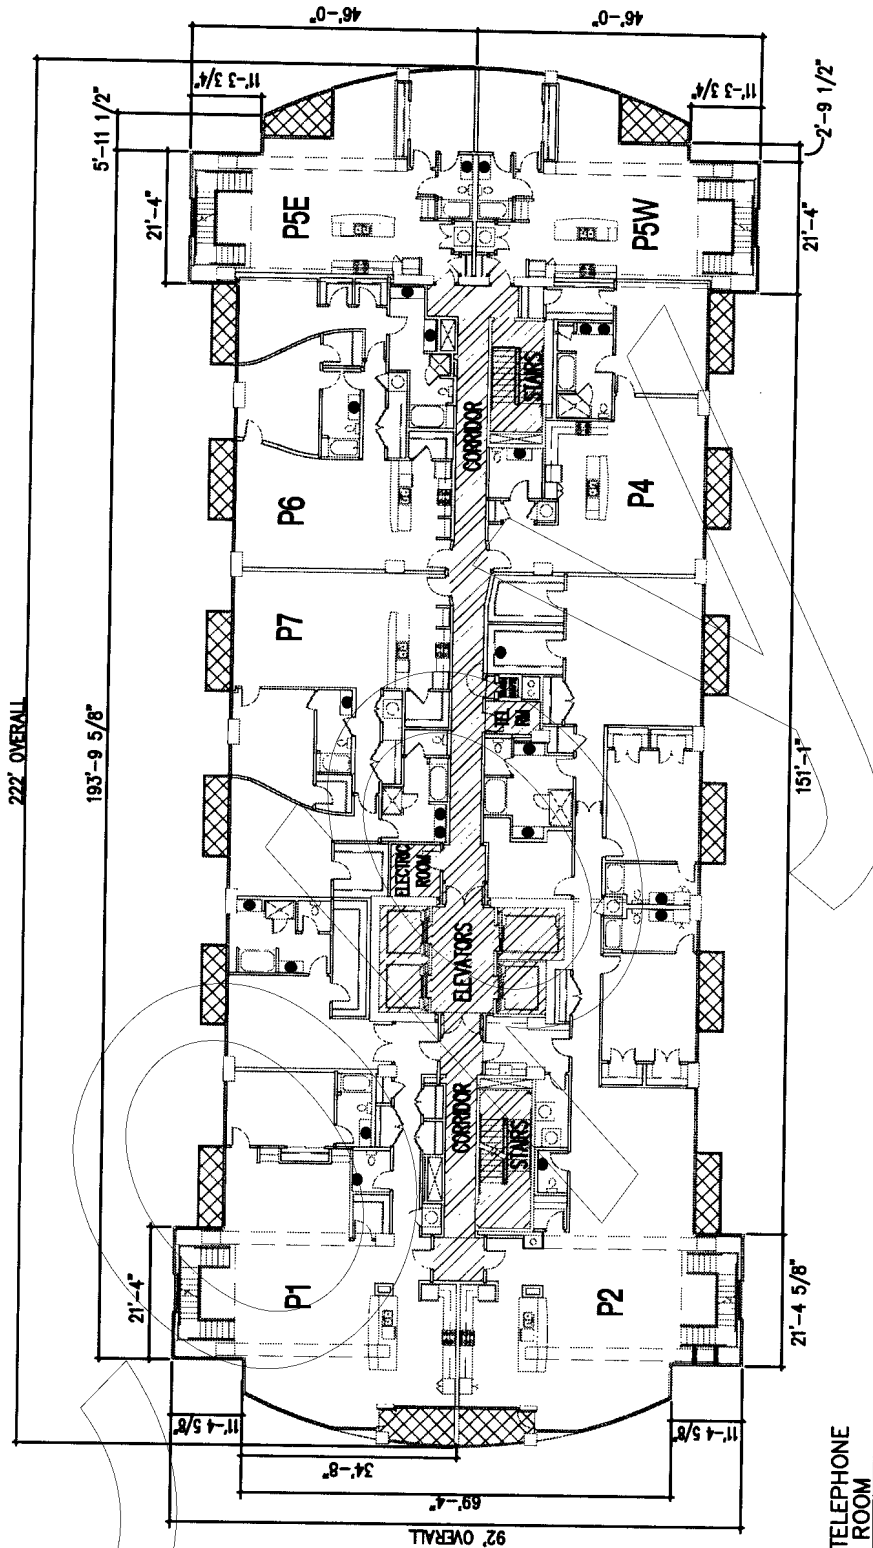 46'-0"
46'-0"
11'-3 3/4"
11'-3 3/4"
5'-11 1/2"
2'-9 1/2"
21'-4"
21'-4"
P5E
P5W
CORRIDOR
STAIRS
P6
P4
P7
222' OVERALL
193'-9 5/8"
151'-1"
TEL
RM
ELECTRIC
ROOM
ELEVATORS
CORRIDOR
STAIRS
21'-4"
P1
P2
21'-4 5/8"
11'-4 5/8"
11'-4 5/8"
34'-8"
69'-4"
92' OVERALL
TELEPHONE
ROOM